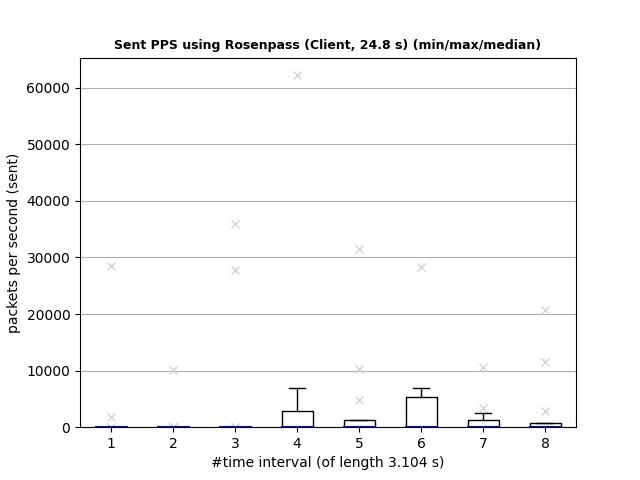 Sent PPS using Rosenpass (Client, 24.8 s) (min/max/median)
packets per second (sent)
60000
50000
40000
30000
20000
10000
0
1 2 3 4 5 6 7 8
#time interval (of length 3.104 s)